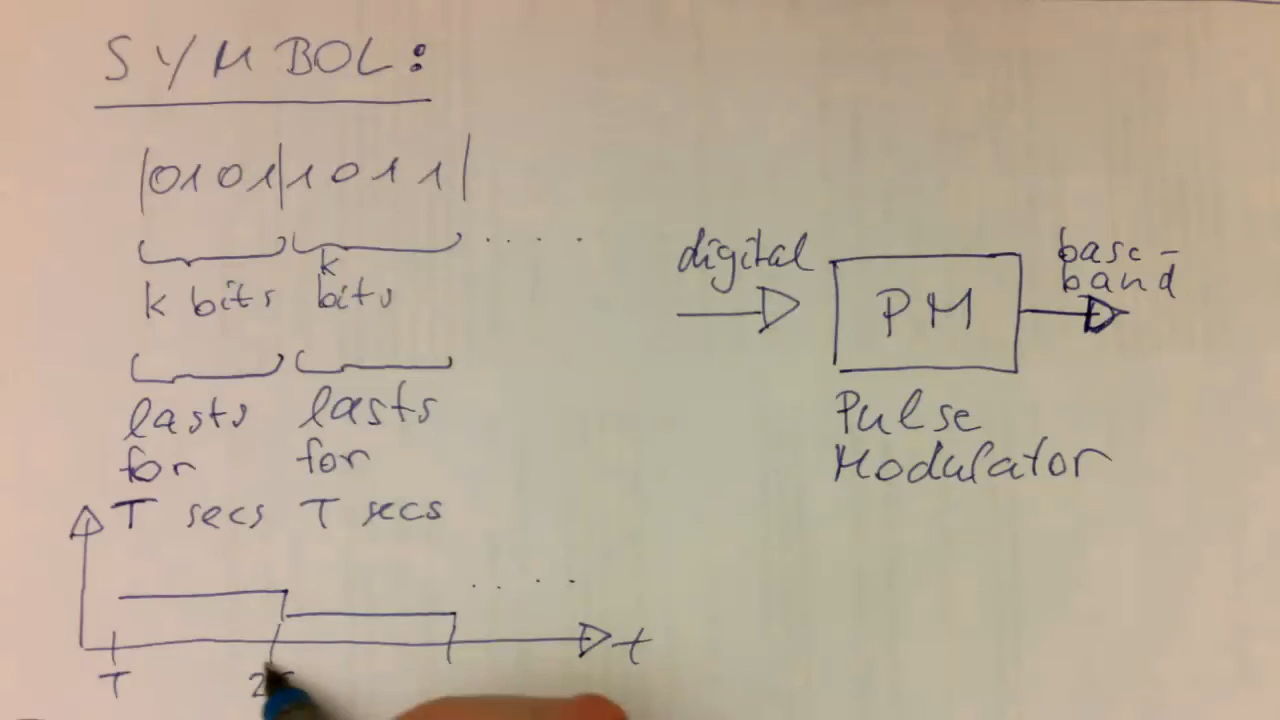 SYMBOL:
|0101|1011|
k bits
k
bits
. . . . .
lasts
for
T secs
lasts
for
T secs
. . . .
t
T
digital
PM
base-
band
Pulse
Modulator